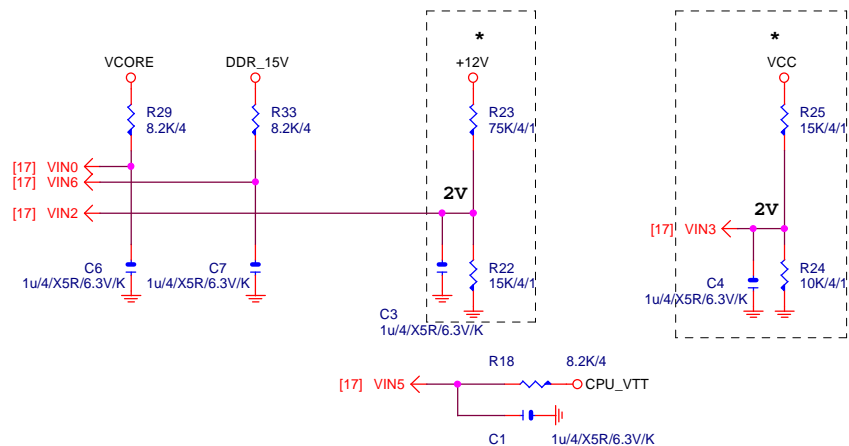 * *
VCORE DDR_15V +12V VCC
R29 R33 R23 R25
8.2K/4 8.2K/4 75K/4/1 15K/4/1
[17] VIN0
[17] VIN6
[17] VIN2 2V
[17] VIN3 2V
C6 C7 R22 C4 R24
1u/4/X5R/6.3V/K 1u/4/X5R/6.3V/K 15K/4/1 1u/4/X5R/6.3V/K 10K/4/1
C3
1u/4/X5R/6.3V/K
R18 8.2K/4
[17] VIN5 CPU_VTT
C1 1u/4/X5R/6.3V/K